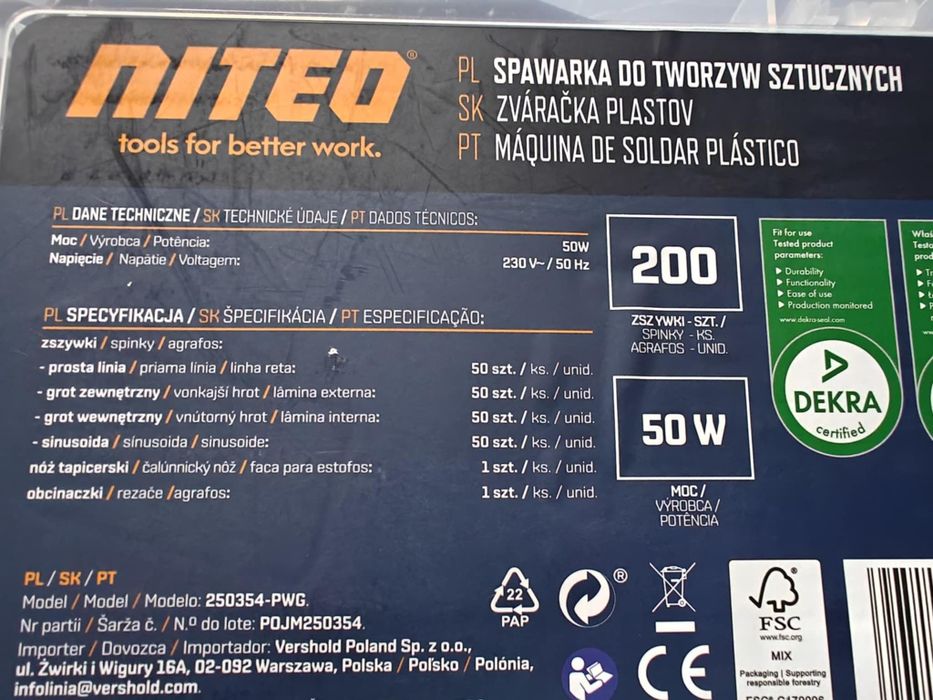 NITEO®
tools for better work.
PL SPAWARKA DO TWORZYW SZTUCZNYCH
SK ZVÁRAČKA PLASTOV
PT MÁQUINA DE SOLDAR PLÁSTICO
PL DANE TECHNICZNE / SK TECHNICKÉ ÚDAJE / PT DADOS TÉCNICOS:
Moc / Výrobca / Potência: 50W
Napięcie / Napätie / Voltagem: 230 V~ / 50 Hz
PL SPECYFIKACJA / SK ŠPECIFIKÁCIA / PT ESPECIFICAÇÃO:
zszywki / spinky / agrafos:
- prosta linia / priama línia / linha reta: 50 szt. / ks. / unid.
- grot zewnętrzny / vonkajší hrot / lâmina externa: 50 szt. / ks. / unid.
- grot wewnętrzny / vnútorný hrot / lâmina interna: 50 szt. / ks. / unid.
- sinusoida / sínusoida / sinusoide: 50 szt. / ks. / unid.
nóż tapicerski / čalúnnický nôž / faca para estofos: 1 szt. / ks. / unid.
obcinaczki / rezače /agrafos: 1 szt. / ks. / unid.
200
ZSZYWKI - SZT./
SPINKY - KS.
AGRAFOS - UNID.
50 W
MOC /
VÝROBCA /
POTÊNCIA
Fit for use
Tested product
parameters:
▶ Durability
▶ Functionality
▶ Ease of use
▶ Production monitored
www.dekra-seal.com
DEKRA
certified
PL / SK / PT
Model / Model / Modelo: 250354-PWG.
Nr partii / Šarža č. / N.º do lote: POJM250354.
Importer / Dovozca / Importador: Vershold Poland Sp. z o.o.,
ul. Żwirki i Wigury 16A, 02-092 Warszawa, Polska / Poľsko / Polónia,
infolinia@vershold.com.
22
PAP
®
CE
FSC
www.fsc.org
MIX
Packaging | Supporting
responsible forestry